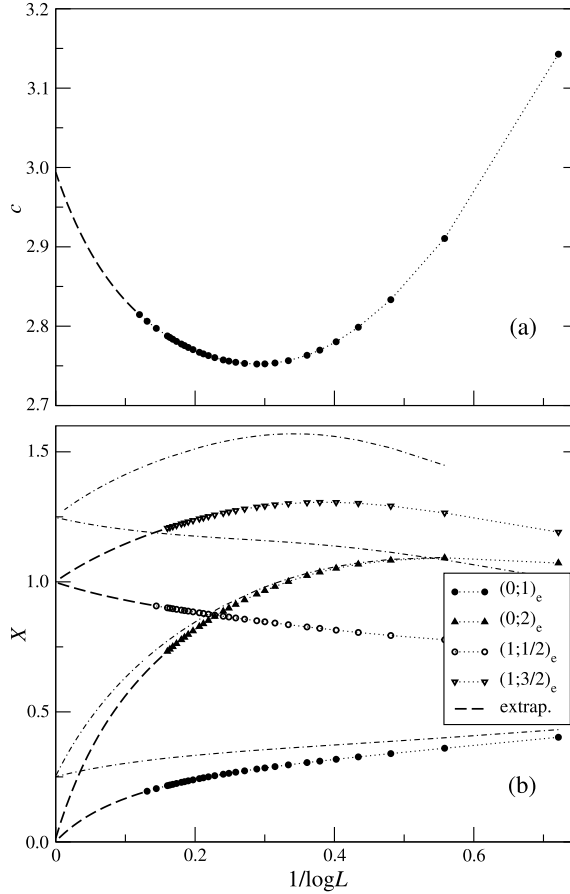 3.2
3.1
3.0
c
2.9
2.8
(a)
2.7
1.5
1.0
X
(0;1)e
(0;2)e
(1;1/2)e
(1;3/2)e
extrap.
0.5
(b)
0.0
0 0.2 0.4 0.6
1/logL